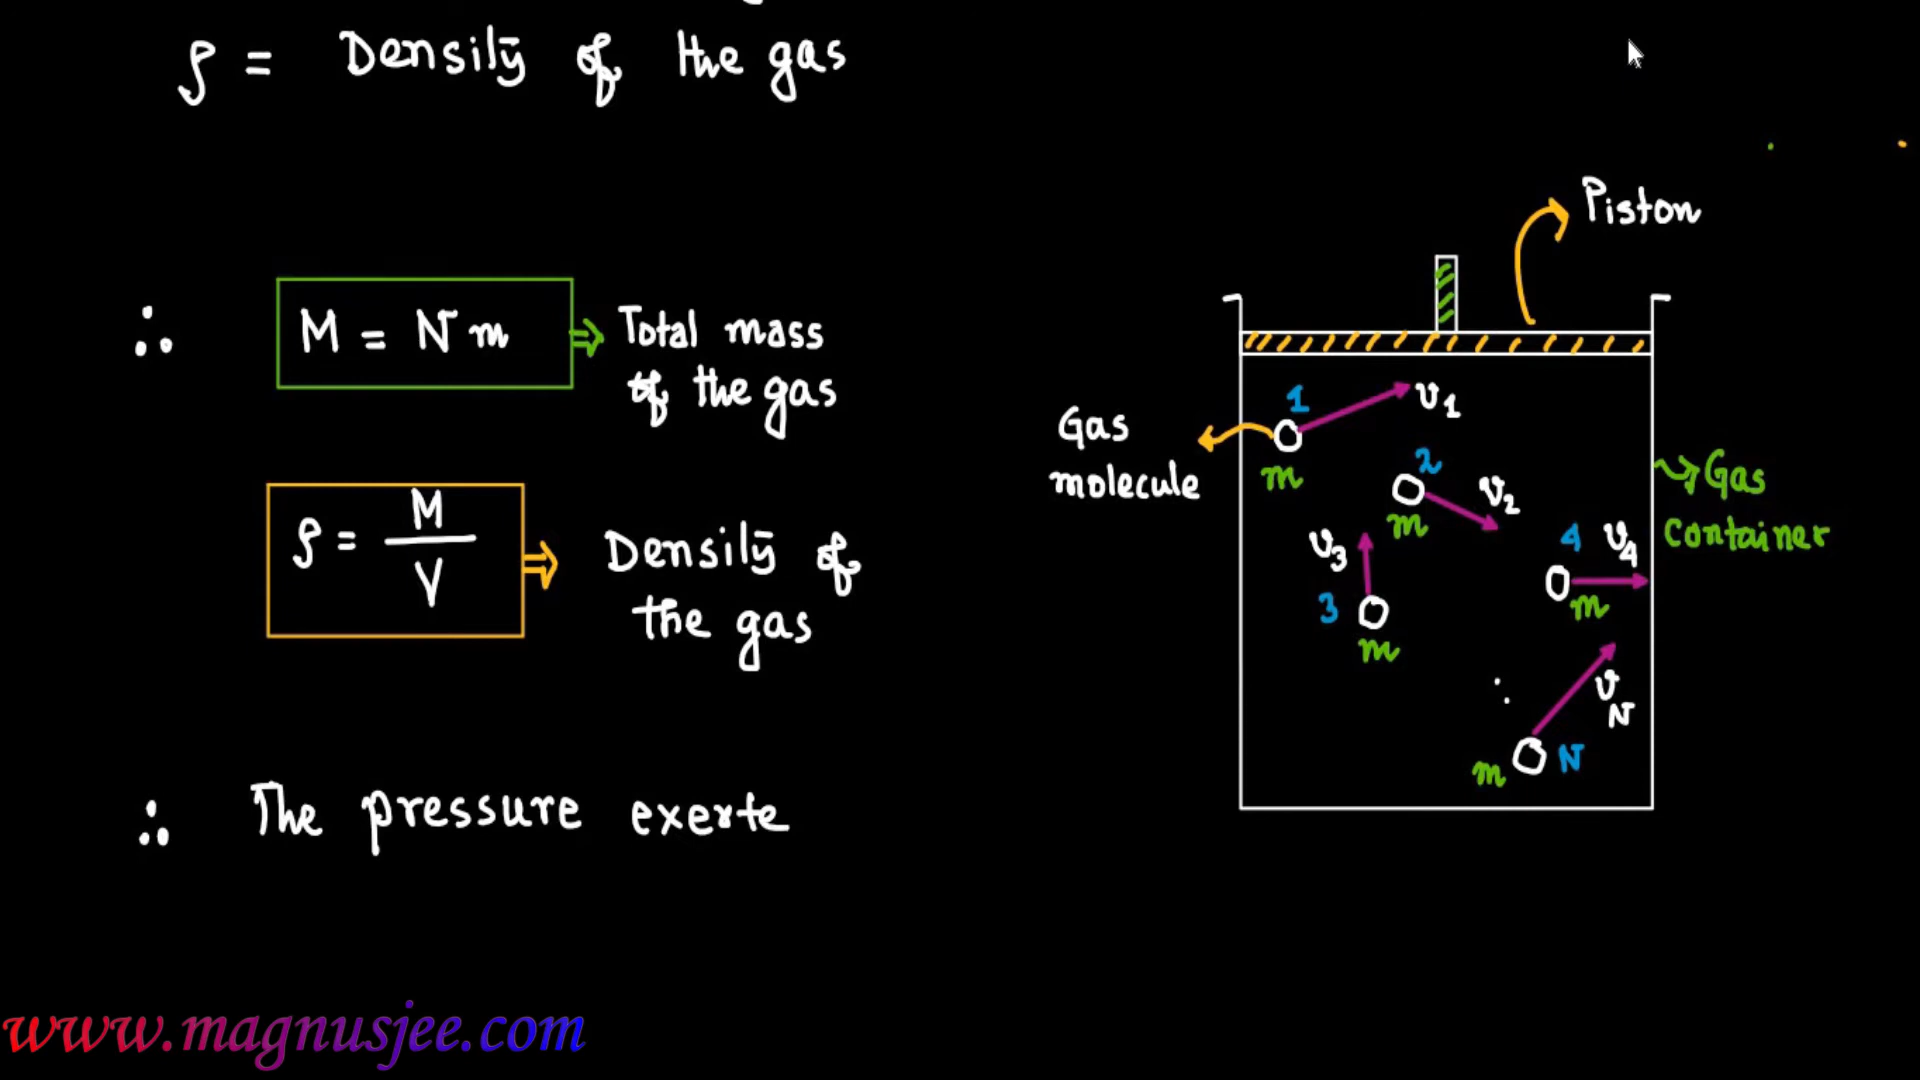 ρ = Density of the gas
∴ M = N m ⇒ Total mass
of the gas
ρ = M / V ⇒ Density of
the gas
∴ The pressure exerte
Piston
1
v1
Gas
molecule
m
2
v2
m
Gas
container
v3
3
m
4
v4
m
vN
m
N
www.magnusjee.com